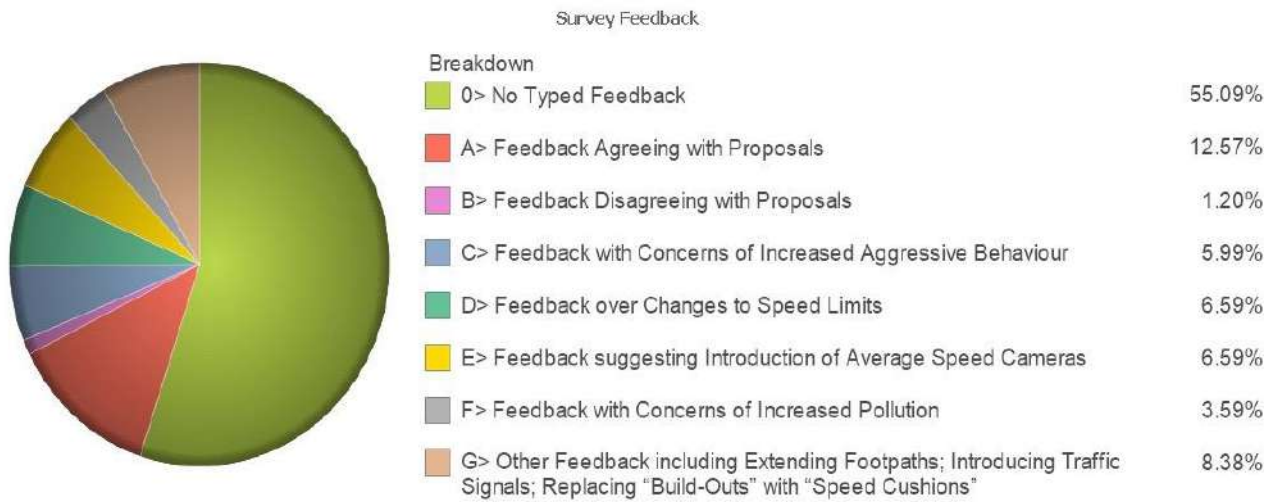 Survey Feedback
Breakdown
0> No Typed Feedback 55.09%
A> Feedback Agreeing with Proposals 12.57%
B> Feedback Disagreeing with Proposals 1.20%
C> Feedback with Concerns of Increased Aggressive Behaviour 5.99%
D> Feedback over Changes to Speed Limits 6.59%
E> Feedback suggesting Introduction of Average Speed Cameras 6.59%
F> Feedback with Concerns of Increased Pollution 3.59%
G> Other Feedback including Extending Footpaths; Introducing Traffic 8.38%
Signals; Replacing “Build-Outs” with “Speed Cushions”